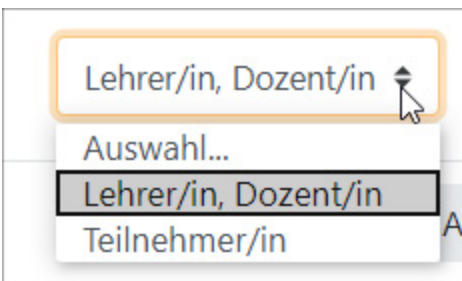 Lehrer/in, Dozent/in
Auswahl...
Lehrer/in, Dozent/in
Teilnehmer/in
A